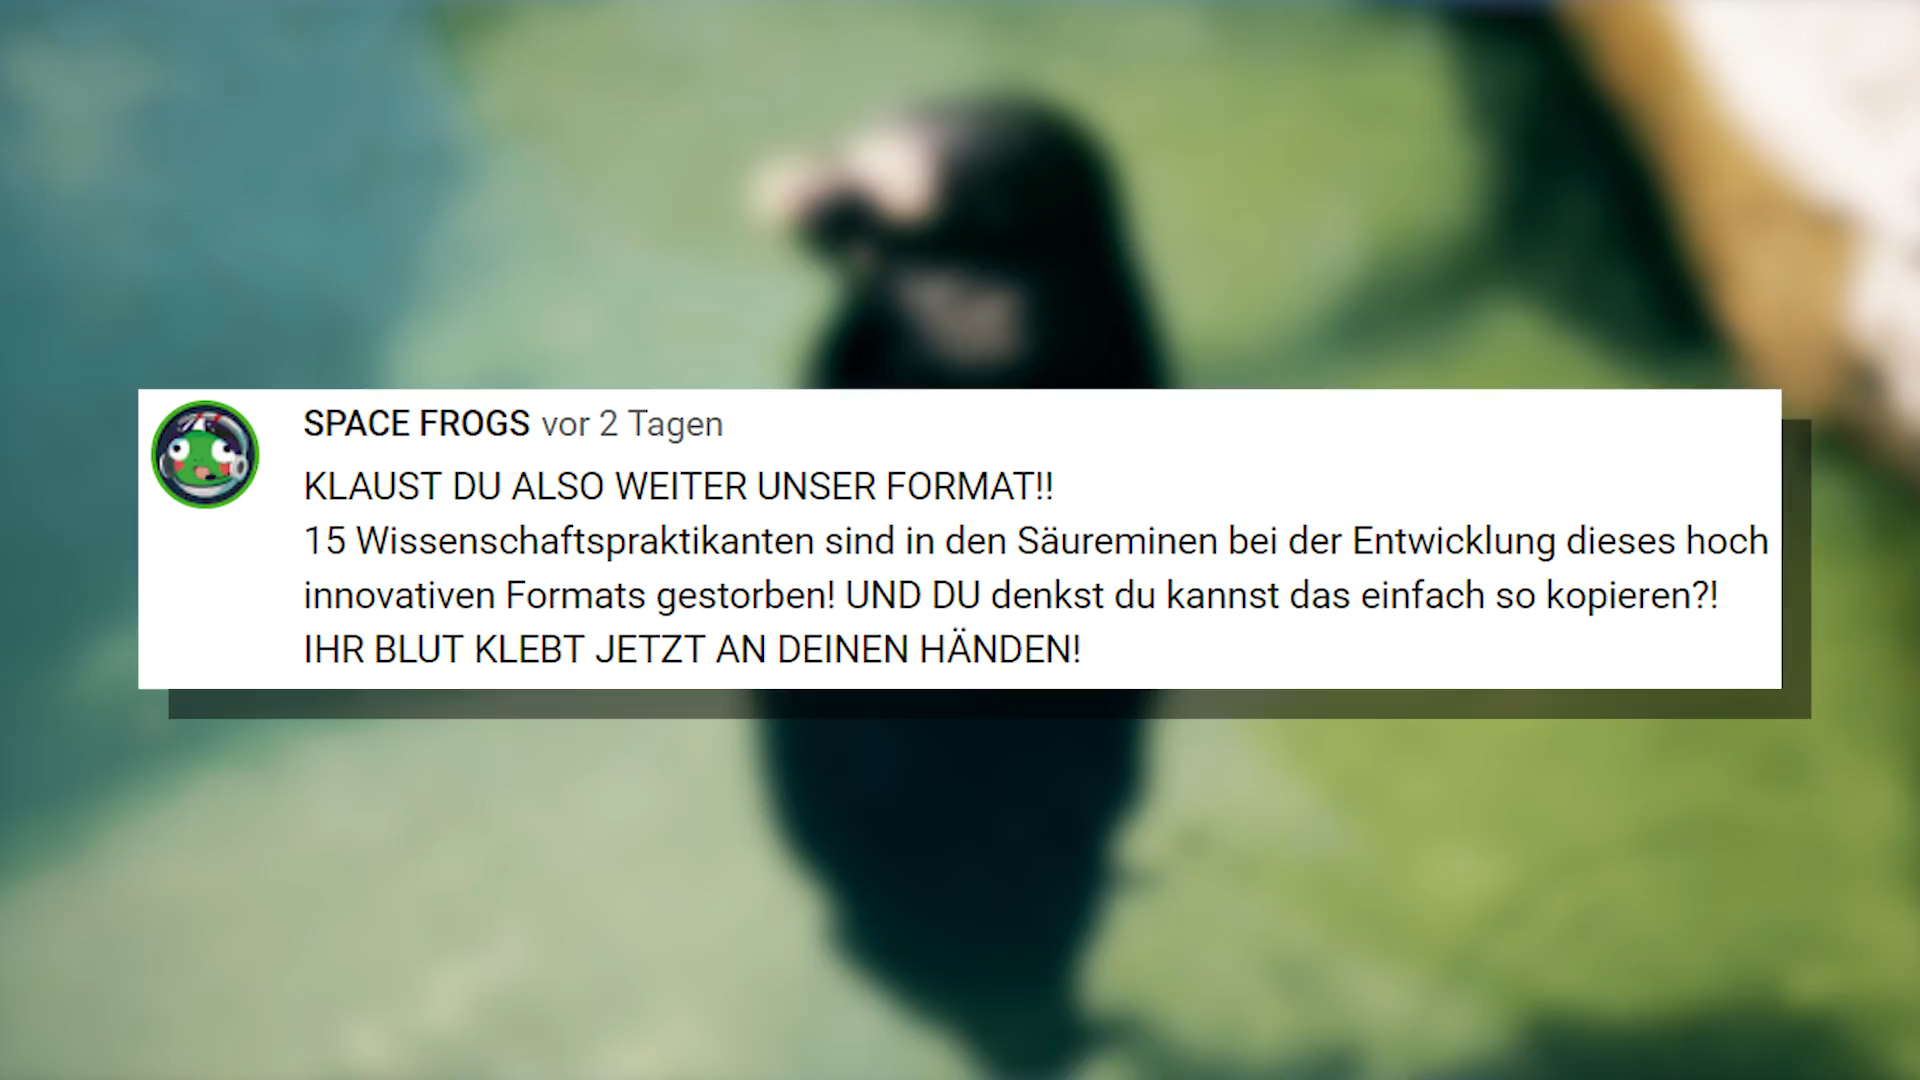 SPACE FROGS vor 2 Tagen
KLAUST DU ALSO WEITER UNSER FORMAT!!
15 Wissenschaftspraktikanten sind in den Säureminen bei der Entwicklung dieses hoch
innovativen Formats gestorben! UND DU denkst du kannst das einfach so kopieren?!
IHR BLUT KLEBT JETZT AN DEINEN HÄNDEN!